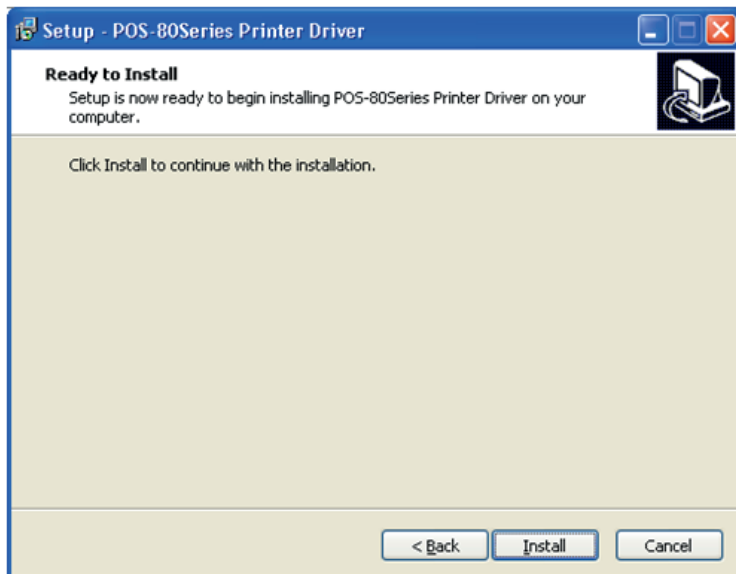 Setup - POS-80Series Printer Driver
Ready to Install
Setup is now ready to begin installing POS-80Series Printer Driver on your
computer.
Click Install to continue with the installation.
< Back Install Cancel